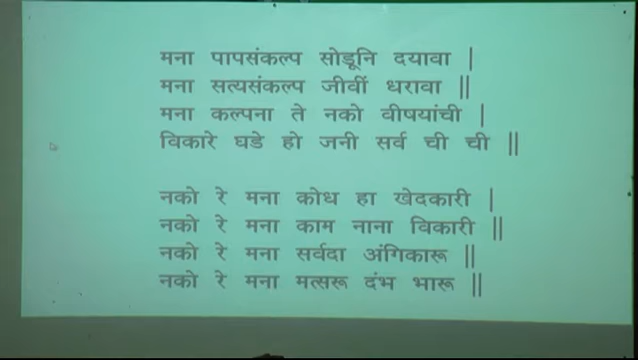 मना पापसंकल्प सोडूनि दयावा |
मना सत्यसंकल्प जीवीं धरावा ||
मना कल्पना ते नको वीषयांची |
विकारे घडे हो जनी सर्व ची ची ||
नको रे मना क्रोध हा खेदकारी |
नको रे मना काम नाना विकारी ||
नको रे मना सर्वदा अंगिकारू ||
नको रे मना मत्सरू दंभ भारू ||